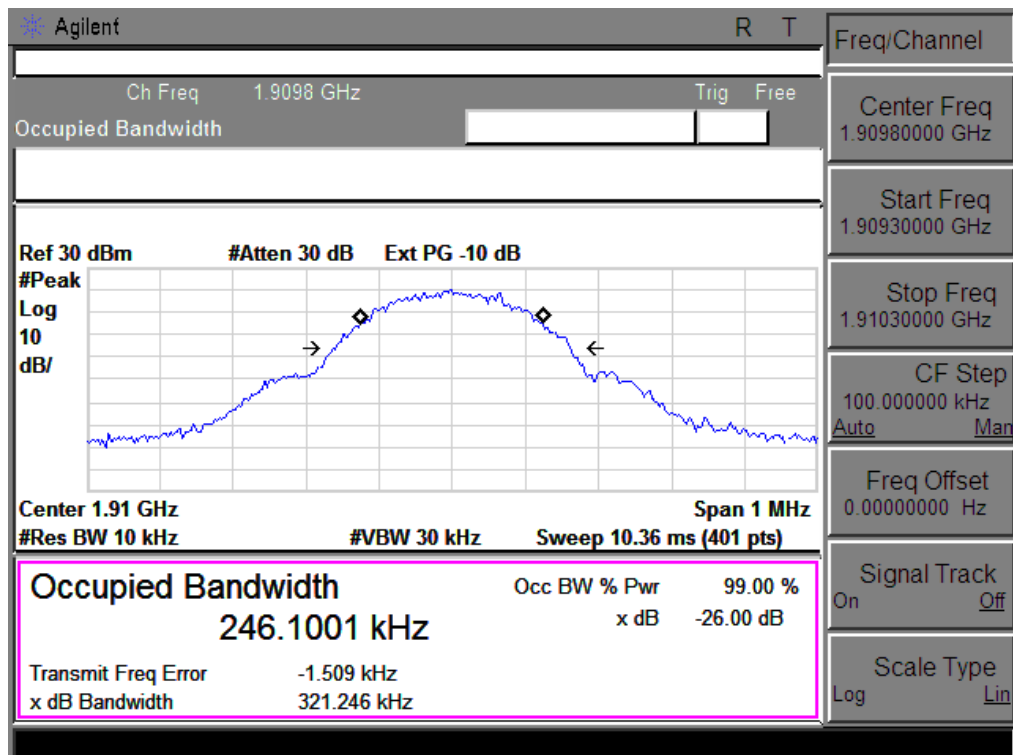 Agilent R T
Ch Freq 1.9098 GHz Trig Free
Occupied Bandwidth
Ref 30 dBm #Atten 30 dB Ext PG -10 dB
#Peak
Log
10
dB/
Center 1.91 GHz Span 1 MHz
#Res BW 10 kHz #VBW 30 kHz Sweep 10.36 ms (401 pts)
Occupied Bandwidth Occ BW % Pwr 99.00 %
246.1001 kHz x dB -26.00 dB
Transmit Freq Error -1.509 kHz
x dB Bandwidth 321.246 kHz
Freq/Channel
Center Freq
1.90980000 GHz
Start Freq
1.90930000 GHz
Stop Freq
1.91030000 GHz
CF Step
100.000000 kHz
Auto Man
Freq Offset
0.00000000 Hz
Signal Track
On Off
Scale Type
Log Lin